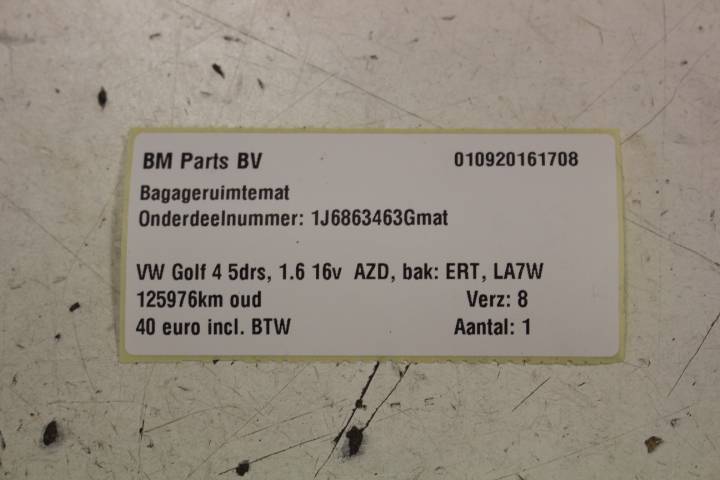 BM Parts BV 010920161708
Bagageruimtemat
Onderdeelnummer: 1J6863463Gmat
VW Golf 4 5drs, 1.6 16v AZD, bak: ERT, LA7W
125976km oud Verz: 8
40 euro incl. BTW Aantal: 1